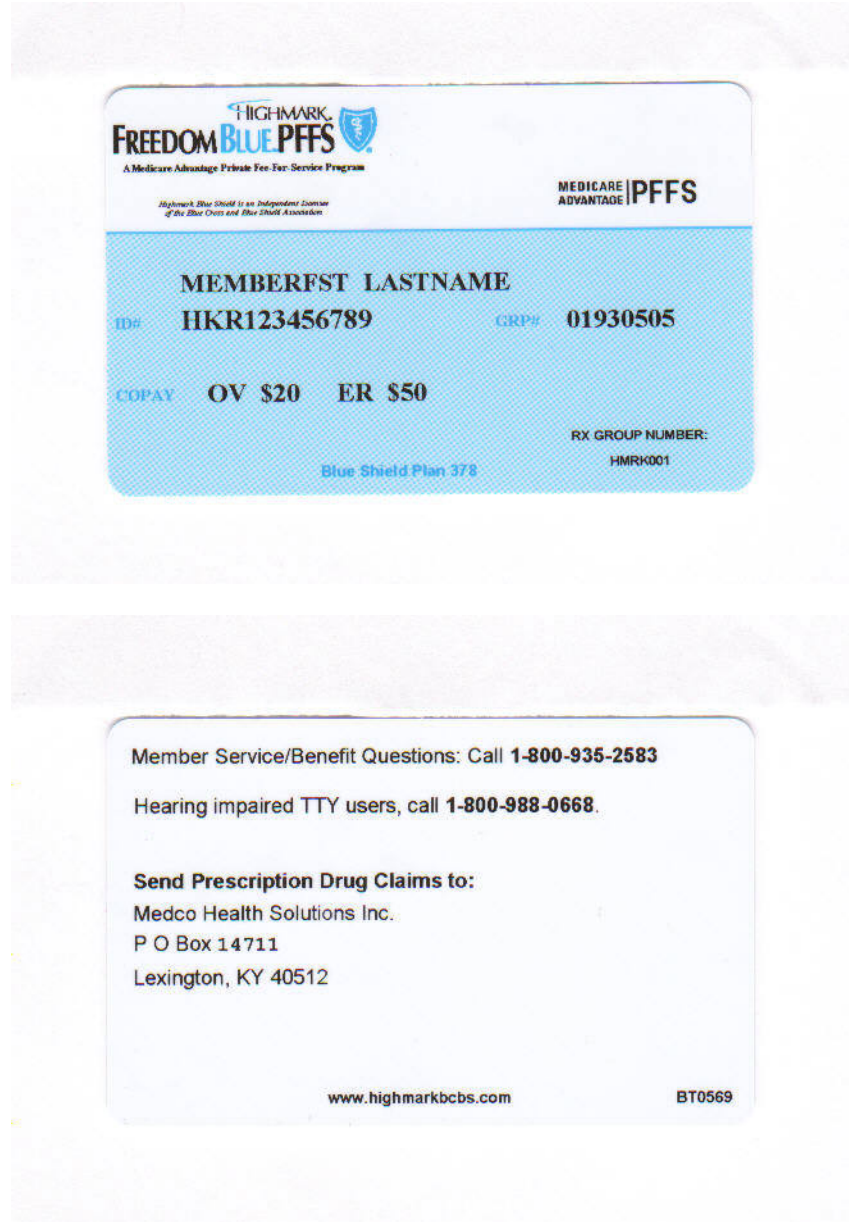 HIGHMARK.
FREEDOMBLUE PFFS
A Medicare Advantage Private Fee-For-Service Program
Highmark Blue Shield is an Independent Licensee
of the Blue Cross and Blue Shield Association
MEDICARE ADVANTAGE PFFS
MEMBERFST LASTNAME
ID# HKR123456789 GRP# 01930505
COPAY OV $20 ER $50
RX GROUP NUMBER:
HMRK001
Blue Shield Plan 378
Member Service/Benefit Questions: Call 1-800-935-2583
Hearing impaired TTY users, call 1-800-988-0668.
Send Prescription Drug Claims to:
Medco Health Solutions Inc.
P O Box 14711
Lexington, KY 40512
www.highmarkbcbs.com BT0569